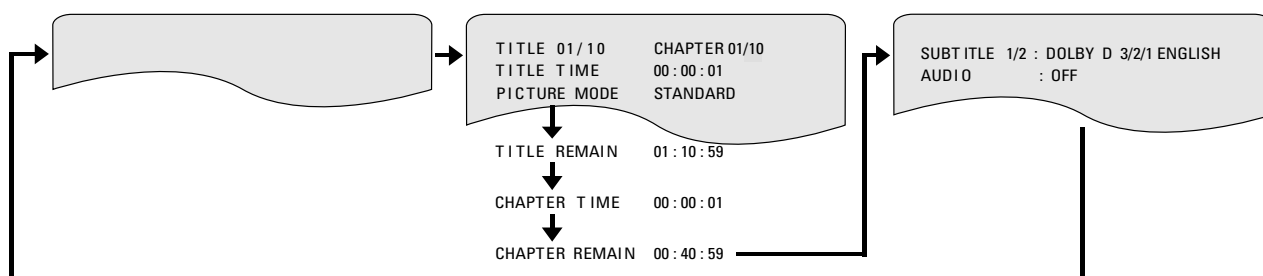 TITLE 01/10 CHAPTER 01/10
TITLE TIME 00:00:01
PICTURE MODE STANDARD
TITLE REMAIN 01:10:59
CHAPTER TIME 00:00:01
CHAPTER REMAIN 00:40:59
SUBTITLE 1/2 : DOLBY D 3/2/1 ENGLISH
AUDIO : OFF